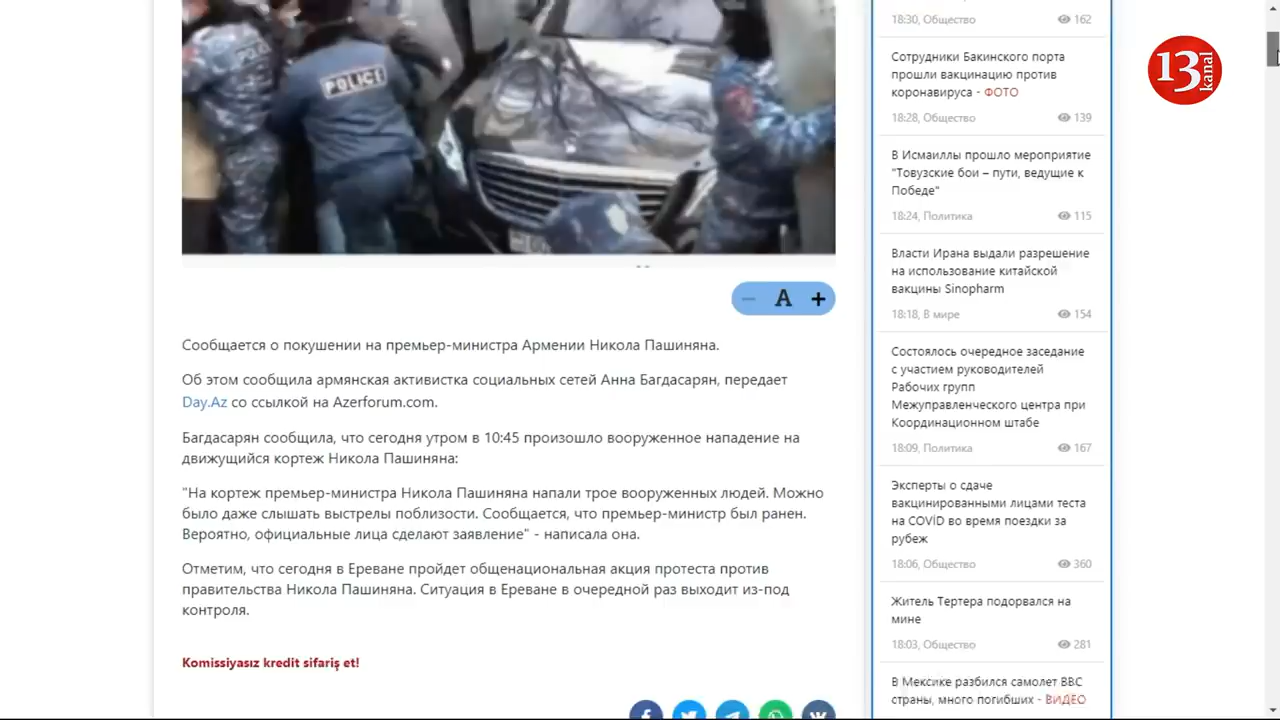 POLICE
13
kanal
– A +
Сообщается о покушении на премьер-министра Армении Никола Пашиняна.
Об этом сообщила армянская активистка социальных сетей Анна Багдасарян, передает
Day.Az со ссылкой на Azerforum.com.
Багдасарян сообщила, что сегодня утром в 10:45 произошло вооруженное нападение на
движущийся кортеж Никола Пашиняна:
"На кортеж премьер-министра Никола Пашиняна напали трое вооруженных людей. Можно
было даже слышать выстрелы поблизости. Сообщается, что премьер-министр был ранен.
Вероятно, официальные лица сделают заявление" - написала она.
Отметим, что сегодня в Ереване пройдет общенациональная акция протеста против
правительства Никола Пашиняна. Ситуация в Ереване в очередной раз выходит из-под
контроля.
Komissiyasız kredit sifariş et!
18:30, Общество 162
Сотрудники Бакинского порта
прошли вакцинацию против
коронавируса - ФОТО
18:28, Общество 139
В Исмаиллы прошло мероприятие
"Товузские бои – пути, ведущие к
Победе"
18:24, Политика 115
Власти Ирана выдали разрешение
на использование китайской
вакцины Sinopharm
18:18, В мире 154
Состоялось очередное заседание
с участием руководителей
Рабочих групп
Межуправленческого центра при
Координационном штабе
18:09, Политика 167
Эксперты о сдаче
вакцинированными лицами теста
на COVİD во время поездки за
рубеж
18:06, Общество 360
Житель Тертера подорвался на
мине
18:03, Общество 281
В Мексике разбился самолет ВВС
страны, много погибших - ВИДЕО